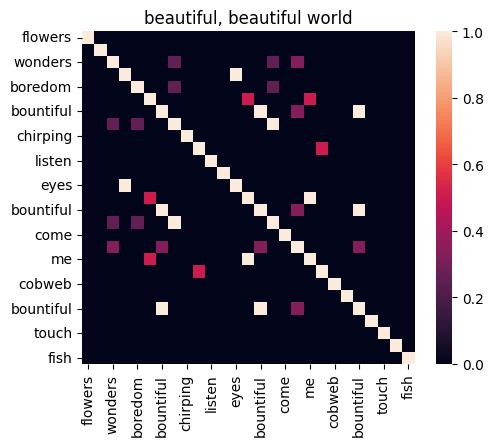 beautiful, beautiful world
flowers
wonders
boredom
bountiful
chirping
listen
eyes
bountiful
come
me
cobweb
bountiful
touch
fish
1.0
0.8
0.6
0.4
0.2
0.0
flowers
wonders
boredom
bountiful
chirping
listen
eyes
bountiful
come
me
cobweb
bountiful
touch
fish